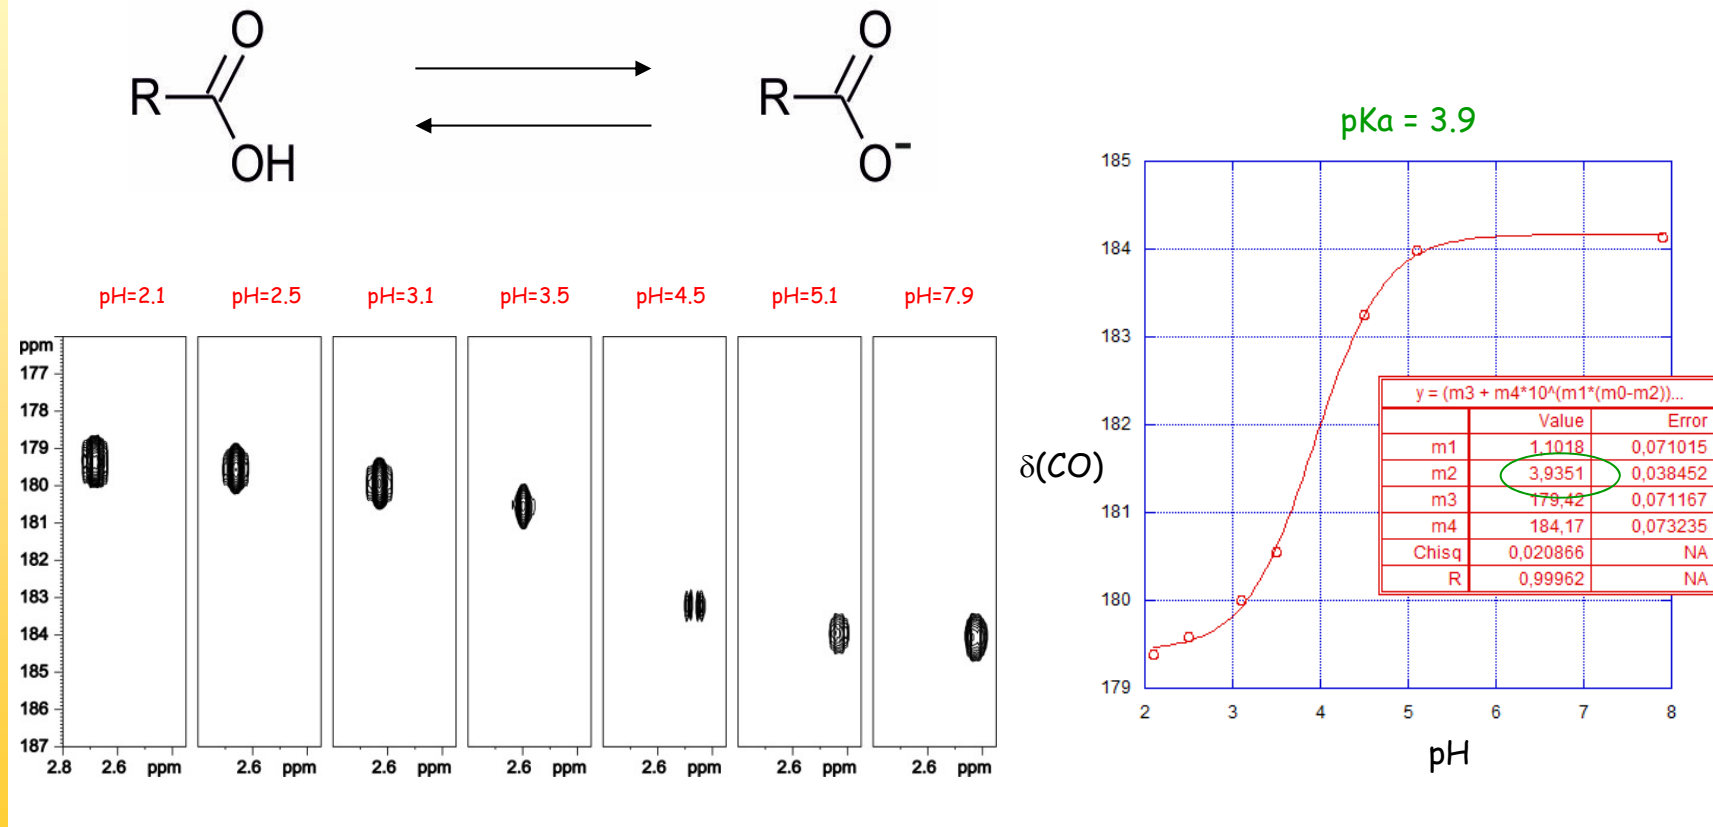 O
R
OH
O
R
O-
pKa = 3.9
pH=2.1 pH=2.5 pH=3.1 pH=3.5 pH=4.5 pH=5.1 pH=7.9
ppm
177
178
179
180
181
182
183
184
185
186
187
2.8 2.6 ppm 2.6 ppm 2.6 ppm 2.6 ppm 2.6 ppm 2.6 ppm 2.6 ppm
δ(CO)
185
184
183
182
181
180
179
2 3 4 5 6 7 8
pH
y = (m3 + m4*10^(m1*(m0-m2))...
Value Error
m1 1,1018 0,071015
m2 3,9351 0,038452
m3 179,42 0,071167
m4 184,17 0,073235
Chisq 0,020866 NA
R 0,99962 NA